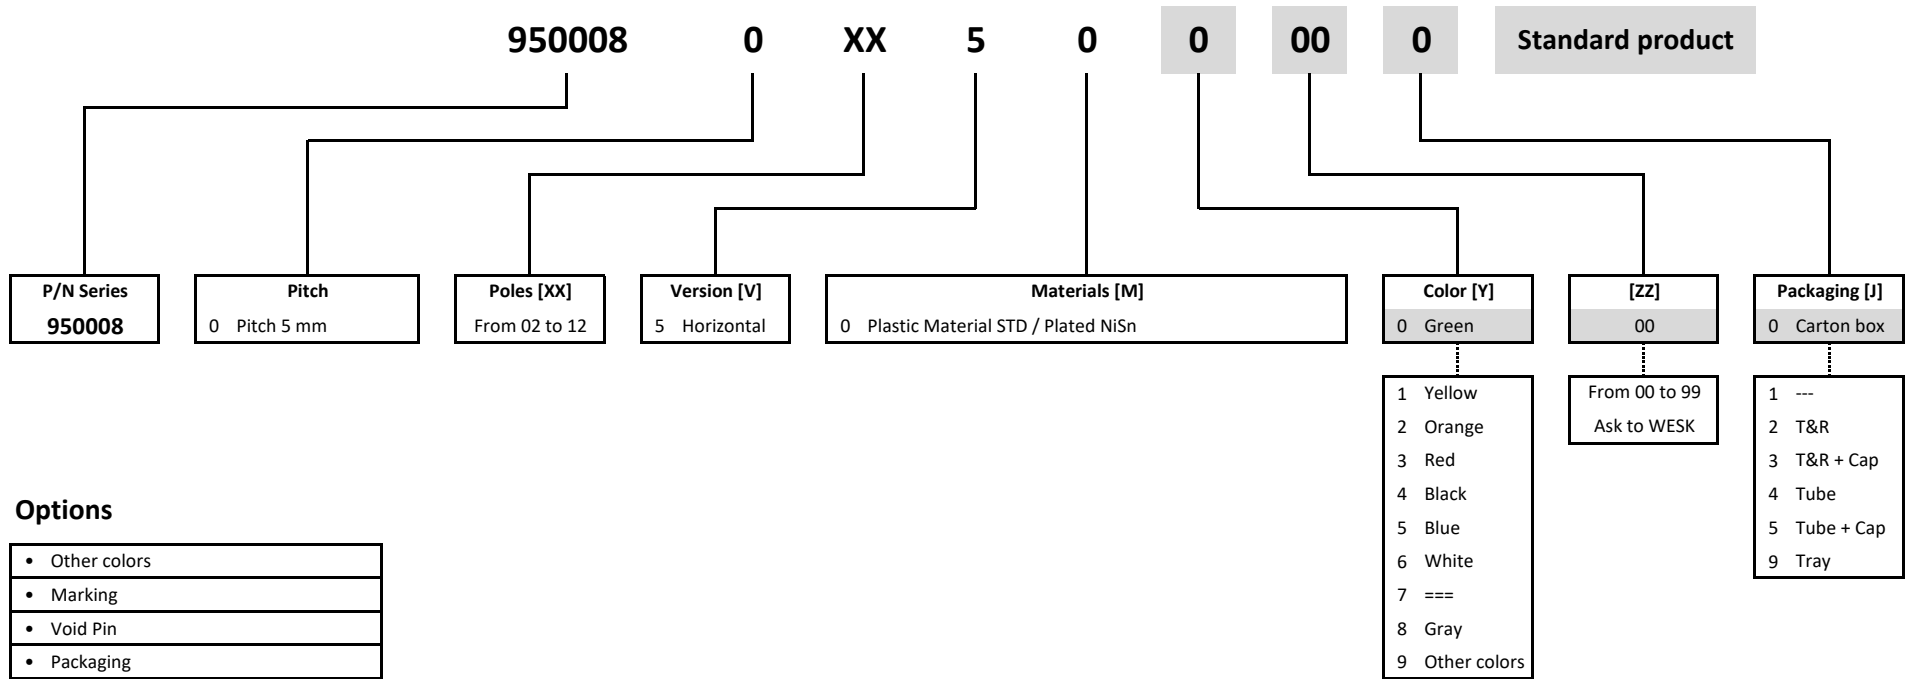 950008 0 XX 5 0 0 00 0 Standard product
P/N Series
950008
Pitch
0 Pitch 5 mm
Poles [XX]
From 02 to 12
Version [V]
5 Horizontal
Materials [M]
0 Plastic Material STD / Plated NiSn
Color [Y]
0 Green
1 Yellow
2 Orange
3 Red
4 Black
5 Blue
6 White
7 ===
8 Gray
9 Other colors
[ZZ]
00
From 00 to 99
Ask to WESK
Packaging [J]
0 Carton box
1 ---
2 T&R
3 T&R + Cap
4 Tube
5 Tube + Cap
9 Tray
Options
• Other colors
• Marking
• Void Pin
• Packaging